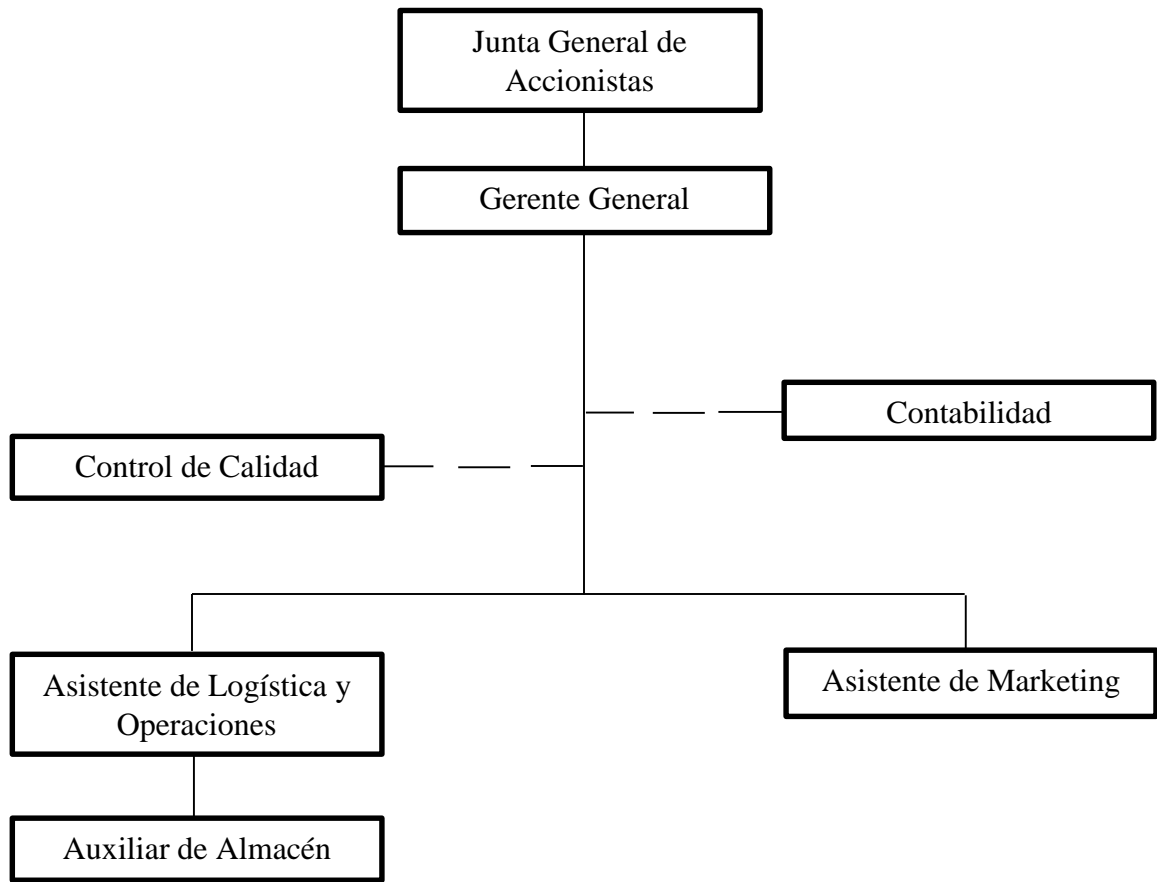 Junta General de
Accionistas
Gerente General
Contabilidad
Control de Calidad
Asistente de Logística y
Operaciones
Asistente de Marketing
Auxiliar de Almacén